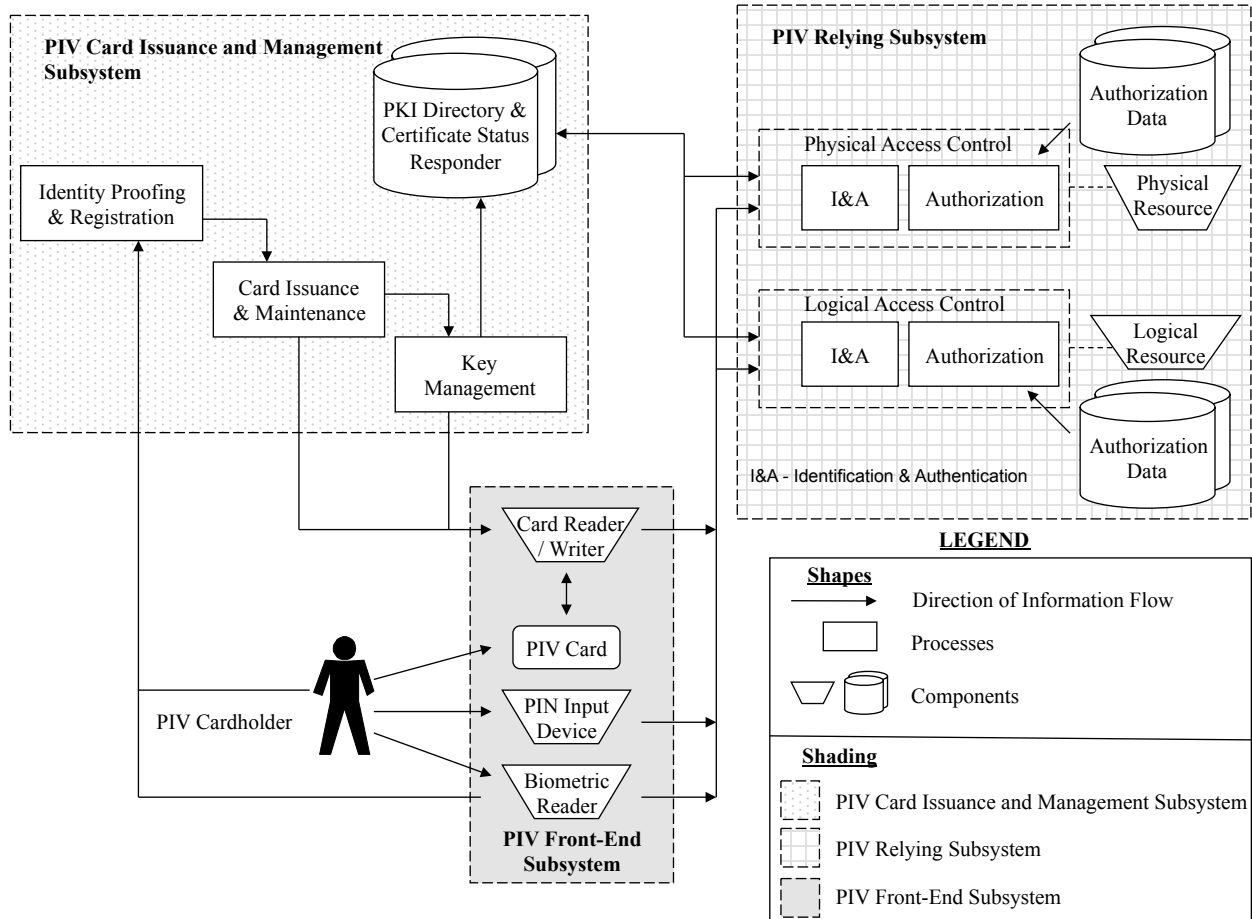 PIV Card Issuance and Management
Subsystem
PKI Directory &
Certificate Status
Responder
Identity Proofing
& Registration
Card Issuance
& Maintenance
Key
Management
PIV Relying Subsystem
Authorization
Data
Physical Access Control
I&A
Authorization
Physical
Resource
Logical Access Control
I&A
Authorization
Logical
Resource
Authorization
Data
I&A - Identification & Authentication
Card Reader
/ Writer
PIV Card
PIV Cardholder
PIN Input
Device
Biometric
Reader
PIV Front-End
Subsystem
LEGEND
Shapes
Direction of Information Flow
Processes
Components
Shading
PIV Card Issuance and Management Subsystem
PIV Relying Subsystem
PIV Front-End Subsystem